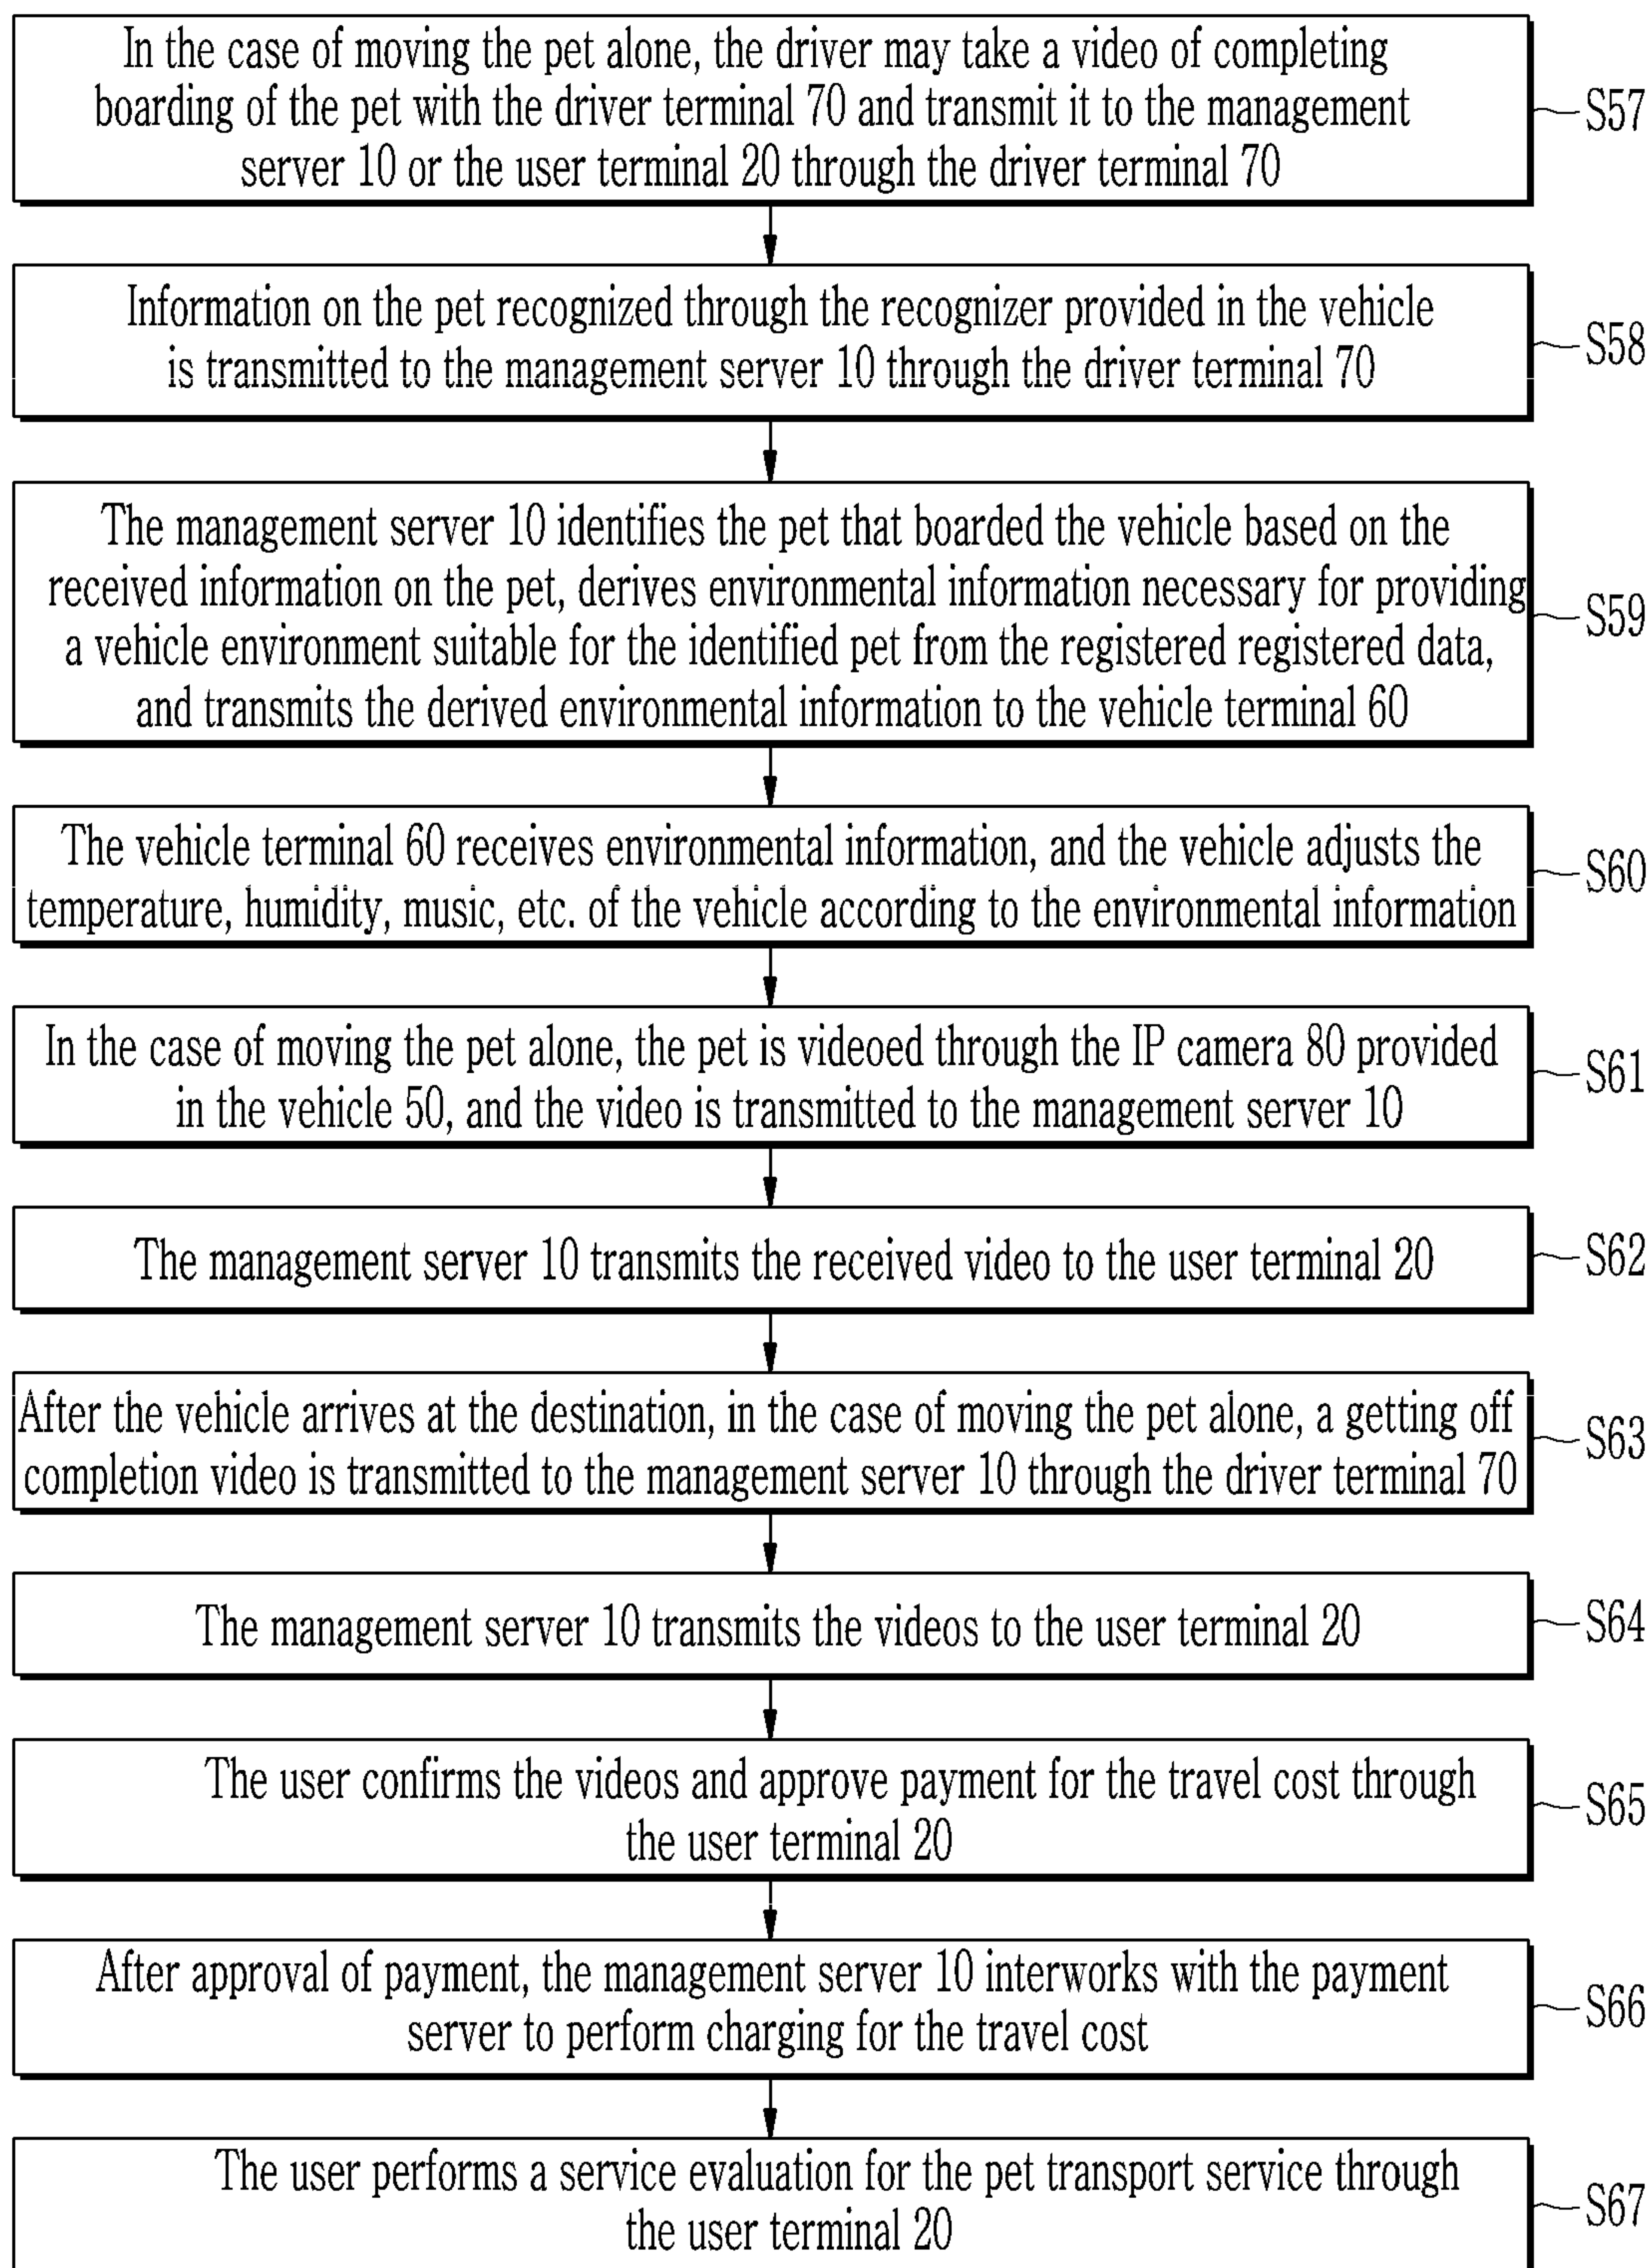 In the case of moving the pet alone, the driver may take a video of completing
boarding of the pet with the driver terminal 70 and transmit it to the management
server 10 or the user terminal 20 through the driver terminal 70
S57
Information on the pet recognized through the recognizer provided in the vehicle
is transmitted to the management server 10 through the driver terminal 70
S58
The management server 10 identifies the pet that boarded the vehicle based on the
received information on the pet, derives environmental information necessary for providing
a vehicle environment suitable for the identified pet from the registered registered data,
and transmits the derived environmental information to the vehicle terminal 60
S59
The vehicle terminal 60 receives environmental information, and the vehicle adjusts the
temperature, humidity, music, etc. of the vehicle according to the environmental information
S60
In the case of moving the pet alone, the pet is videoed through the IP camera 80 provided
in the vehicle 50, and the video is transmitted to the management server 10
S61
The management server 10 transmits the received video to the user terminal 20
S62
After the vehicle arrives at the destination, in the case of moving the pet alone, a getting off
completion video is transmitted to the management server 10 through the driver terminal 70
S63
The management server 10 transmits the videos to the user terminal 20
S64
The user confirms the videos and approve payment for the travel cost through
the user terminal 20
S65
After approval of payment, the management server 10 interworks with the payment
server to perform charging for the travel cost
S66
The user performs a service evaluation for the pet transport service through
the user terminal 20
S67